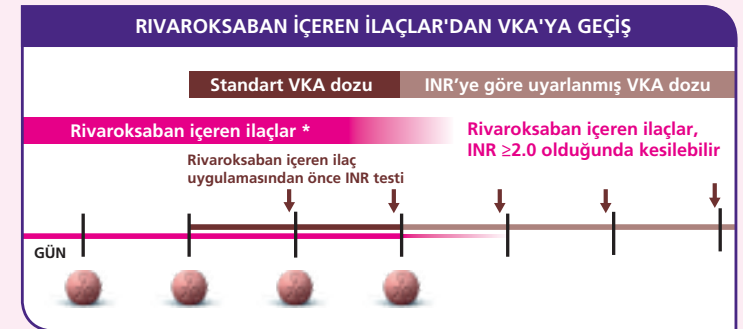 RIVAROKSABAN İÇEREN İLAÇLAR'DAN VKA'YA GEÇİŞ
Standart VKA dozu
INR'ye göre uyarlanmış VKA dozu
Rivaroksaban içeren ilaçlar *
Rivaroksaban içeren ilaçlar,
INR ≥2.0 olduğunda kesilebilir
Rivaroksaban içeren ilaç
uygulamasından önce INR testi
GÜN